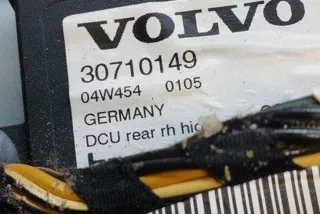 VOLVO
30710149
04W454 0105
GERMANY
DCU rear rh